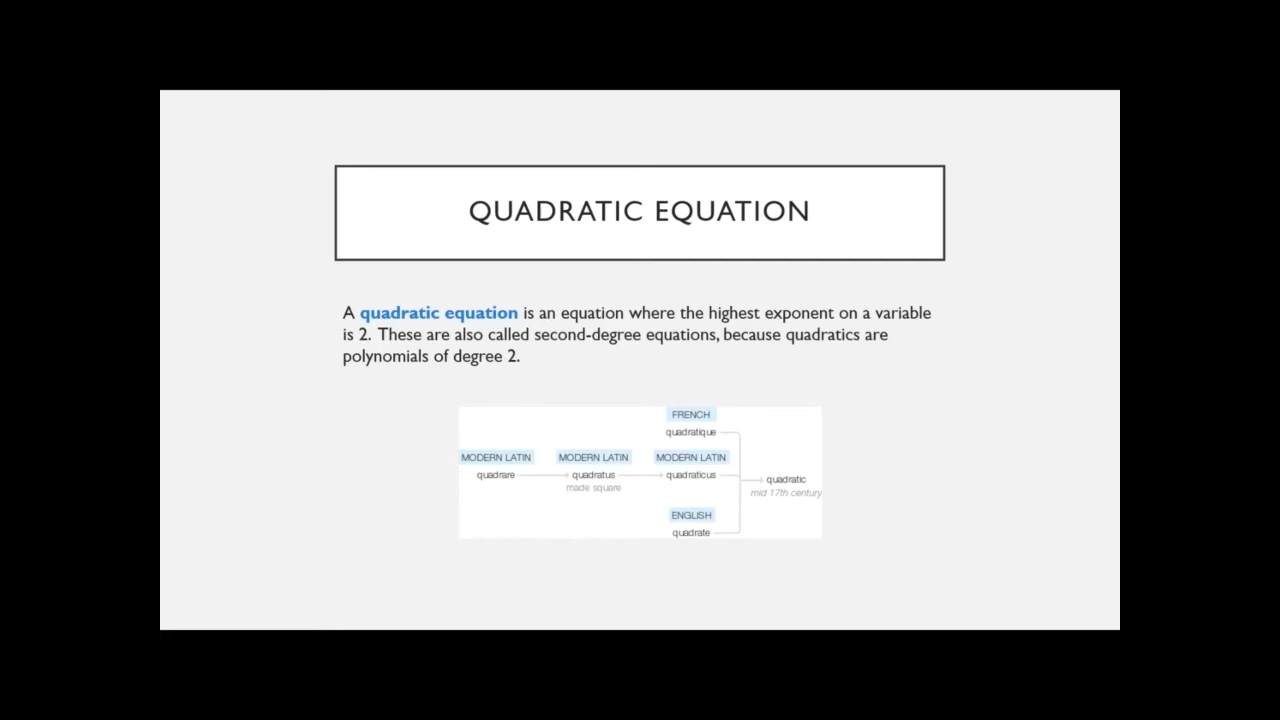 QUADRATIC EQUATION
A quadratic equation is an equation where the highest exponent on a variable
is 2. These are also called second-degree equations, because quadratics are
polynomials of degree 2.
FRENCH
quadratique
MODERN LATIN MODERN LATIN MODERN LATIN
quadrare quadratus quadraticus quadratic
made square mid 17th century
ENGLISH
quadrate